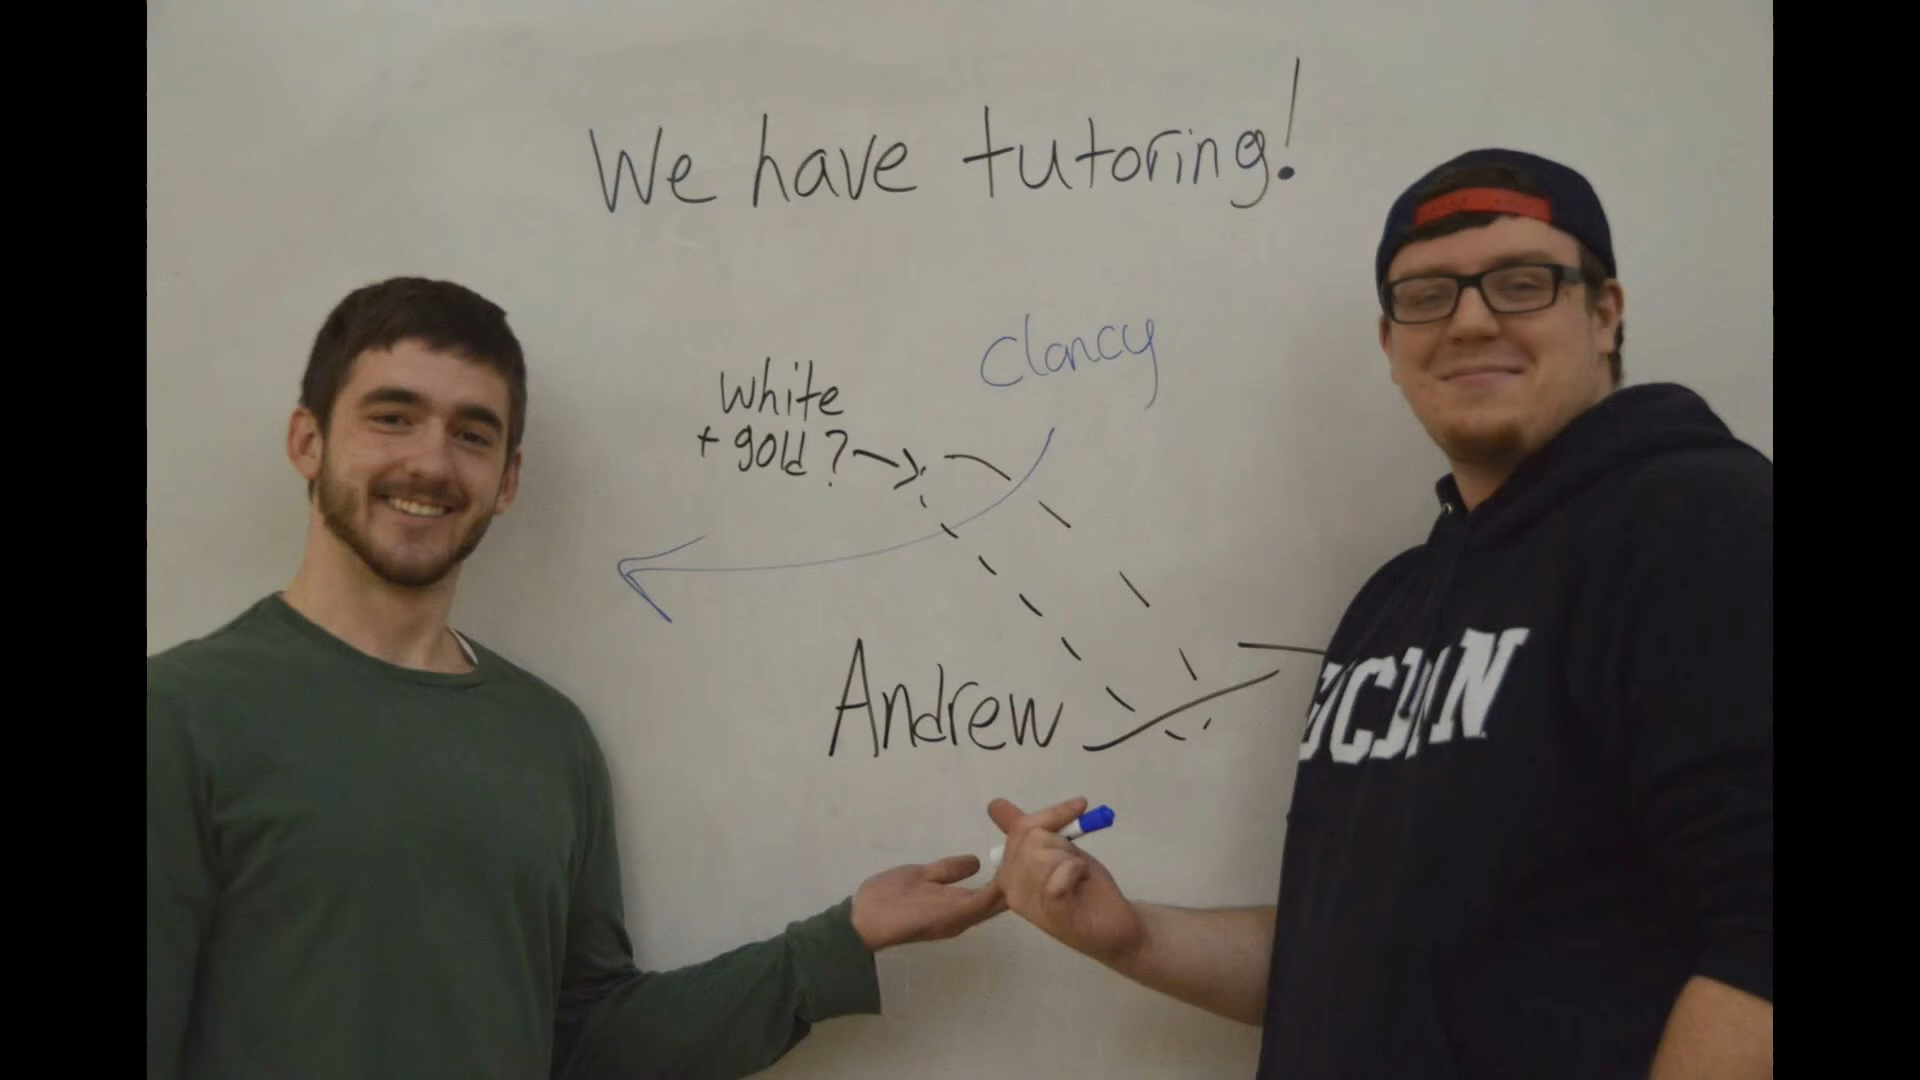 We have tutoring!
Clancy
white
+ gold?
Andrew
UCONN